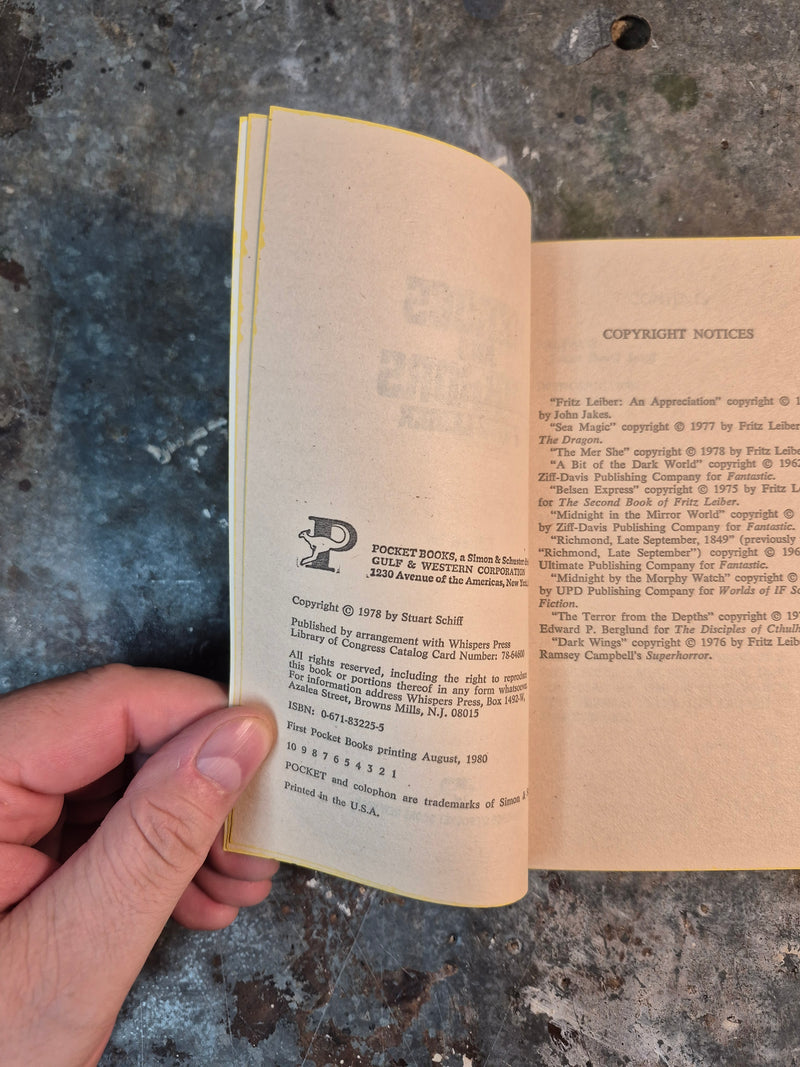 P
POCKET BOOKS, a Simon & Schuster
GULF & WESTERN CORPORATION
1230 Avenue of the Americas, New York,
Copyright © 1978 by Stuart Schiff
Published by arrangement with Whispers Press
Library of Congress Catalog Card Number: 78-64600
All rights reserved, including the right to reproduce
this book or portions thereof in any form whatsoever.
For information address Whispers Press, Box 1492-W,
Azalea Street, Browns Mills, N.J. 08015
ISBN: 0-671-83225-5
First Pocket Books printing August, 1980
10 9 8 7 6 5 4 3 2 1
POCKET and colophon are trademarks of Simon &
Printed in the U.S.A.
COPYRIGHT NOTICES
"Fritz Leiber: An Appreciation" copyright ©
by John Jakes.
"Sea Magic" copyright © 1977 by Fritz Leiber
The Dragon.
"The Mer She" copyright © 1978 by Fritz
"A Bit of the Dark World" copyright © 1962
Ziff-Davis Publishing Company for Fantastic.
"Belsen Express" copyright © 1975 by Fritz
for The Second Book of Fritz Leiber.
"Midnight in the Mirror World" copyright ©
by Ziff-Davis Publishing Company for Fantastic.
"Richmond, Late September, 1849" (previously
"Richmond, Late September") copyright ©
Ultimate Publishing Company for Fantastic.
"Midnight by the Morphy Watch" copyright ©
by UPD Publishing Company for Worlds of IF
Fiction.
"The Terror from the Depths" copyright ©
Edward P. Berglund for The Disciples of
"Dark Wings" copyright © 1976 by Fritz
Ramsey Campbell's Superhorror.